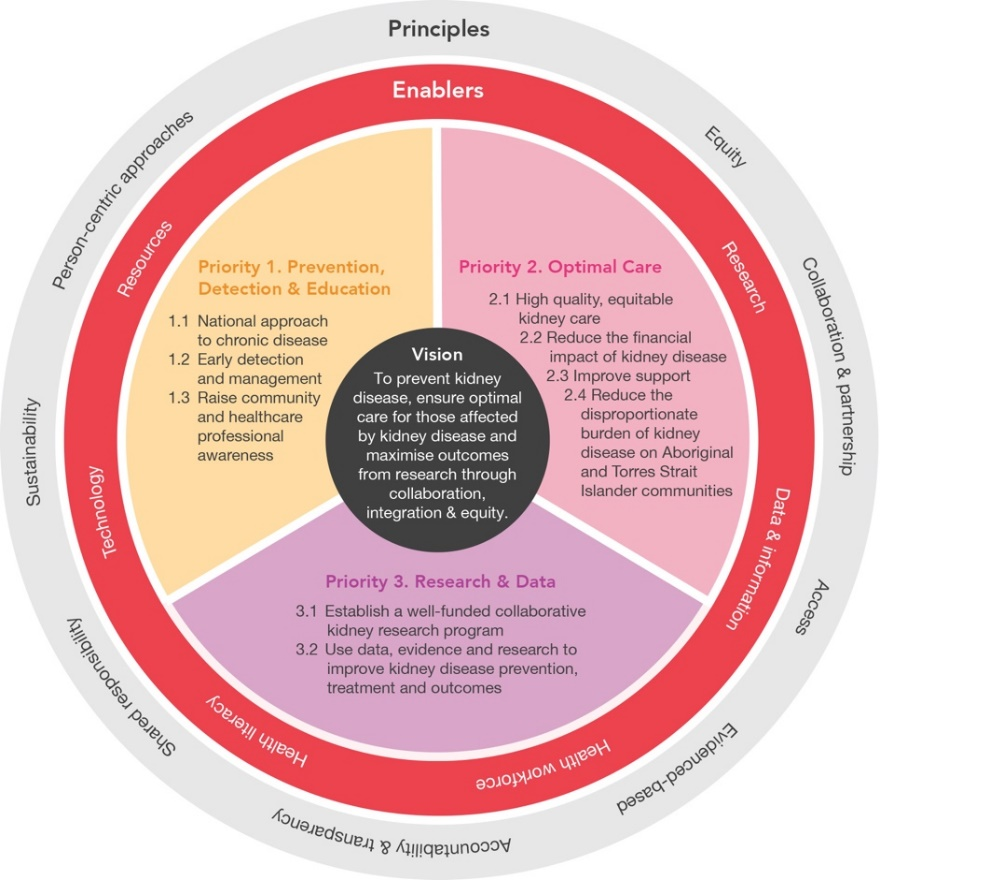 Principles
Equity
Collaboration & partnership
Access
Evidenced-based
Accountability & transparency
Shared responsibility
Sustainability
Person-centric approaches
Enablers
Research
Data & information
Health workforce
Health literacy
Technology
Resources
Priority 1. Prevention,
Detection & Education
1.1 National approach
to chronic disease
1.2 Early detection
and management
1.3 Raise community
and healthcare
professional
awareness
Priority 2. Optimal Care
2.1 High quality, equitable
kidney care
2.2 Reduce the financial
impact of kidney disease
2.3 Improve support
2.4 Reduce the
disproportionate
burden of kidney
disease on Aboriginal
and Torres Strait
Islander communities
Vision
To prevent kidney
disease, ensure optimal
care for those affected
by kidney disease and
maximise outcomes
from research through
collaboration,
integration & equity.
Priority 3. Research & Data
3.1 Establish a well-funded collaborative
kidney research program
3.2 Use data, evidence and research to
improve kidney disease prevention,
treatment and outcomes